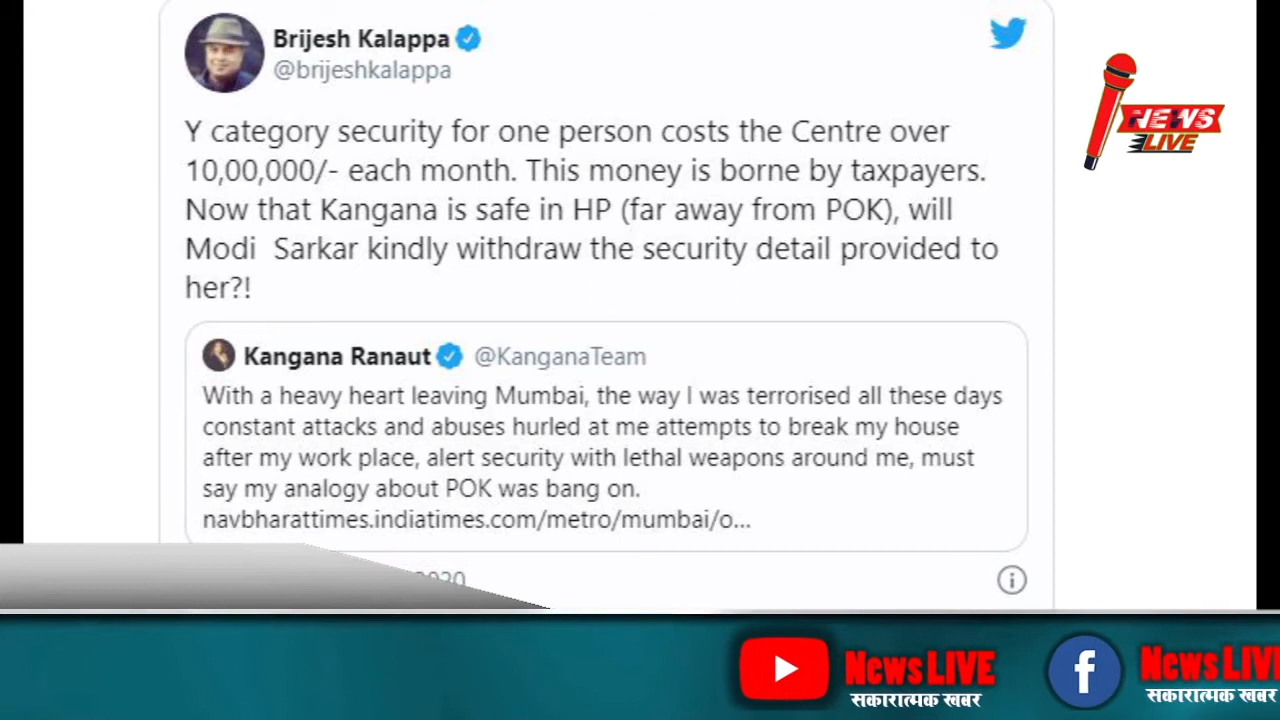 Brijesh Kalappa
@brijeshkalappa
NEWS
LIVE
Y category security for one person costs the Centre over
10,00,000/- each month. This money is borne by taxpayers.
Now that Kangana is safe in HP (far away from POK), will
Modi  Sarkar kindly withdraw the security detail provided to
her?!
Kangana Ranaut @KanganaTeam
With a heavy heart leaving Mumbai, the way I was terrorised all these days
constant attacks and abuses hurled at me attempts to break my house
after my work place, alert security with lethal weapons around me, must
say my analogy about POK was bang on.
navbharattimes.indiatimes.com/metro/mumbai/o...
2020
News LIVE
सकारात्मक खबर
News LIVE
सकारात्मक खबर